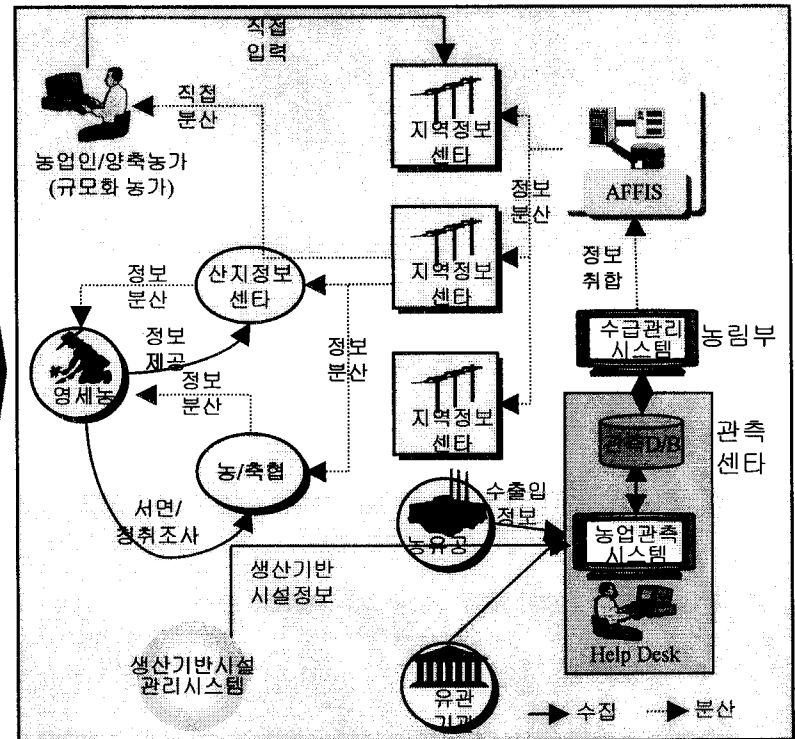 직접
입력
직접
분산
농업인/양축농가
(규모화 농가)
지역정보
센타
AFFIS
정보
분산
정보
취합
지역정보
센타
산지정보
센타
정보
분산
정보
제공
영세농
정보
분산
정보
분산
수급관리
시스템
농림부
지역정보
센타
관측D/B
관측
센타
농/축협
서면/
청취조사
농유공
수출입
정보
농업관측
시스템
생산기반
시설정보
Help Desk
생산기반시설
관리시스템
유관
기관
수집
분산